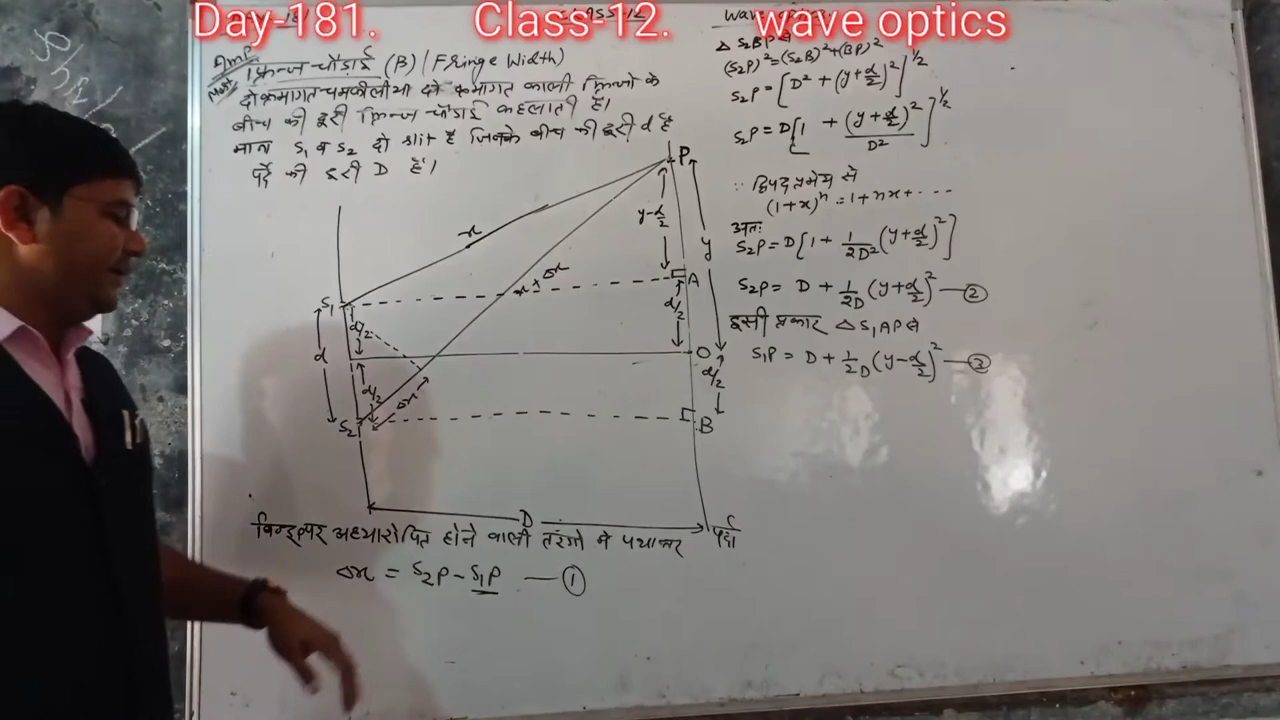 Day-181. Class-12. wave optics
फ्रिन्ज-चौड़ाई (B) / Fringe Width)
दो क्रमागत चमकीली या दो क्रमागत काली फ्रिन्जो के
बीच की दूरी फ्रिन्ज-चौड़ाई कहलाती है।
माना S₁ व S₂ दो slit है जिनके बीच की दूरी d है
पर्दे की दूरी D है।
P
y-d/2
y
x
x+Δx
A
S₁
d/2
d/2
d
O
d/2
d/2
Δx
S₂
B
D
पर्दा
बिन्दु P पर अध्यारोपित होने वाली तरंगो में पथान्तर
Δx = S₂P - S₁P —①
Δ S₂BP से
(S₂P)² = (S₂B)² + (BP)²
S₂P = [D² + (y+d/2)²]^1/2
S₂P = D[1 + (y+d/2)²/D²]^1/2
∵ द्विपद प्रमेय से
(1+x)ⁿ = 1+nx+----
अतः
S₂P = D[1 + 1/2D² (y+d/2)²]
S₂P = D + 1/2D (y+d/2)² —②
इसी प्रकार Δ S₁AP से
S₁P = D + 1/2D (y-d/2)² —③